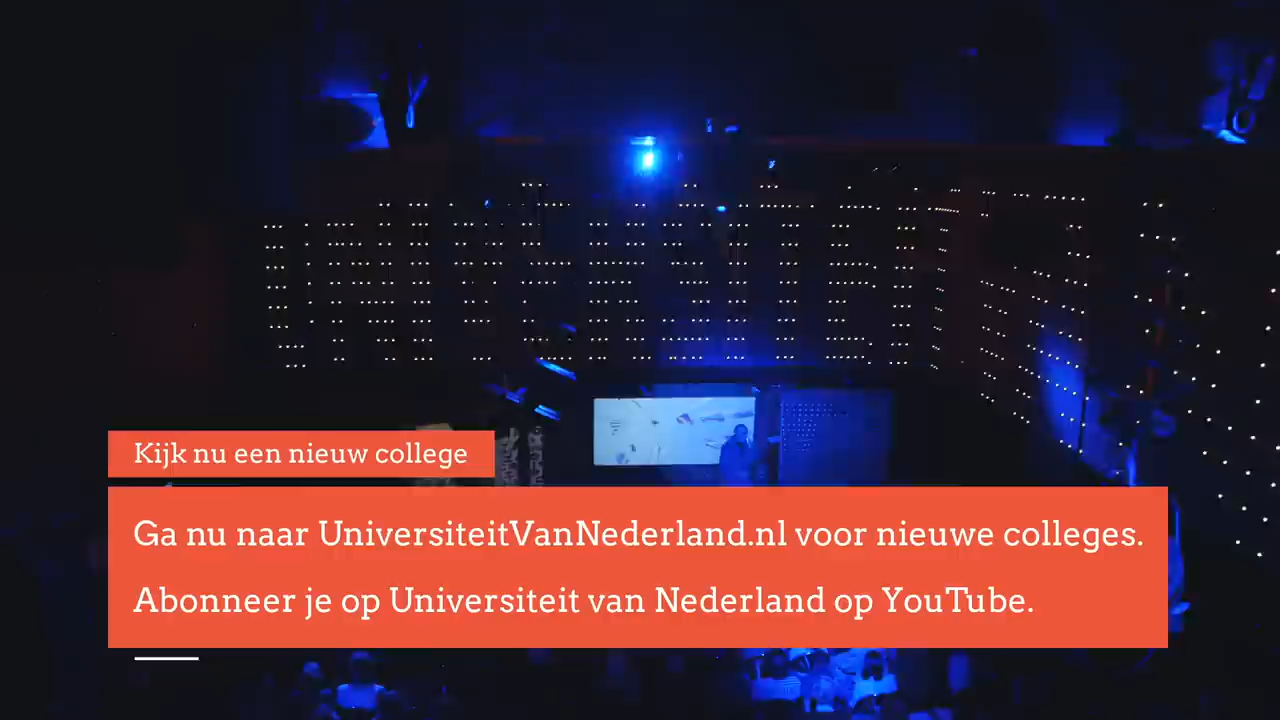 UNIVERSITEIT
Kijk nu een nieuw college
Ga nu naar UniversiteitVanNederland.nl voor nieuwe colleges.
Abonneer je op Universiteit van Nederland op YouTube.